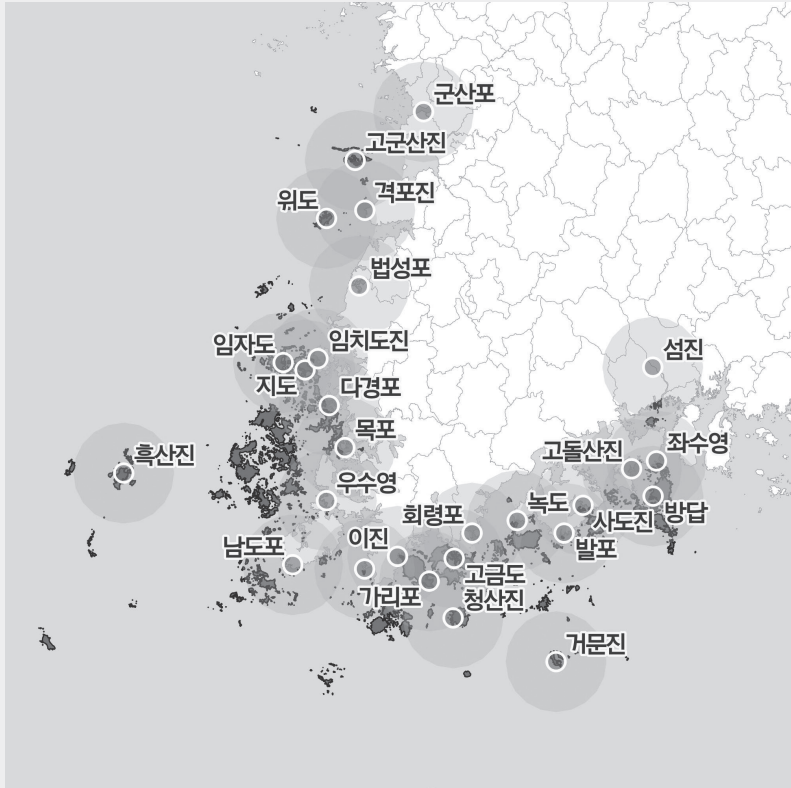 군산포
고군산진
격포진
위도
법성포
임자도
임치도진
지도
다경포
섬진
목포
흑산진
고돌산진
좌수영
우수영
회령포
녹도
사도진
방답
이진
남도포
발포
고금도
가리포
청산진
거문진